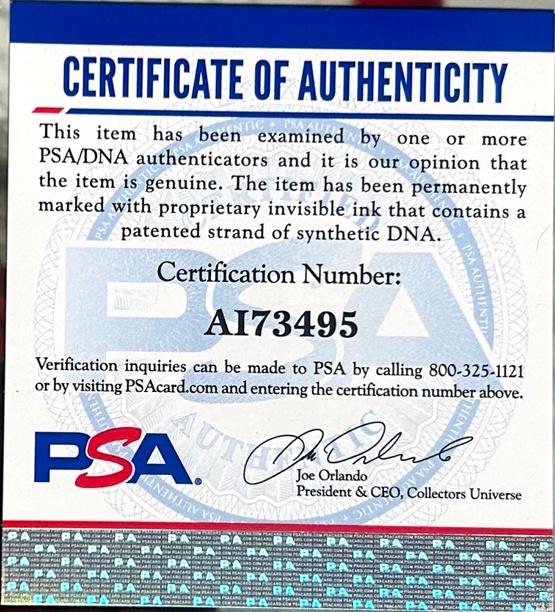 CERTIFICATE OF AUTHENTICITY
This item has been examined by one or more
PSA/DNA authenticators and it is our opinion that
the item is genuine. The item has been permanently
marked with proprietary invisible ink that contains a
patented strand of synthetic DNA.
Certification Number:
AI73495
Verification inquiries can be made to PSA by calling 800-325-1121
or by visiting PSAcard.com and entering the certification number above.
PSA®
Joe Orlando
President & CEO, Collectors Universe